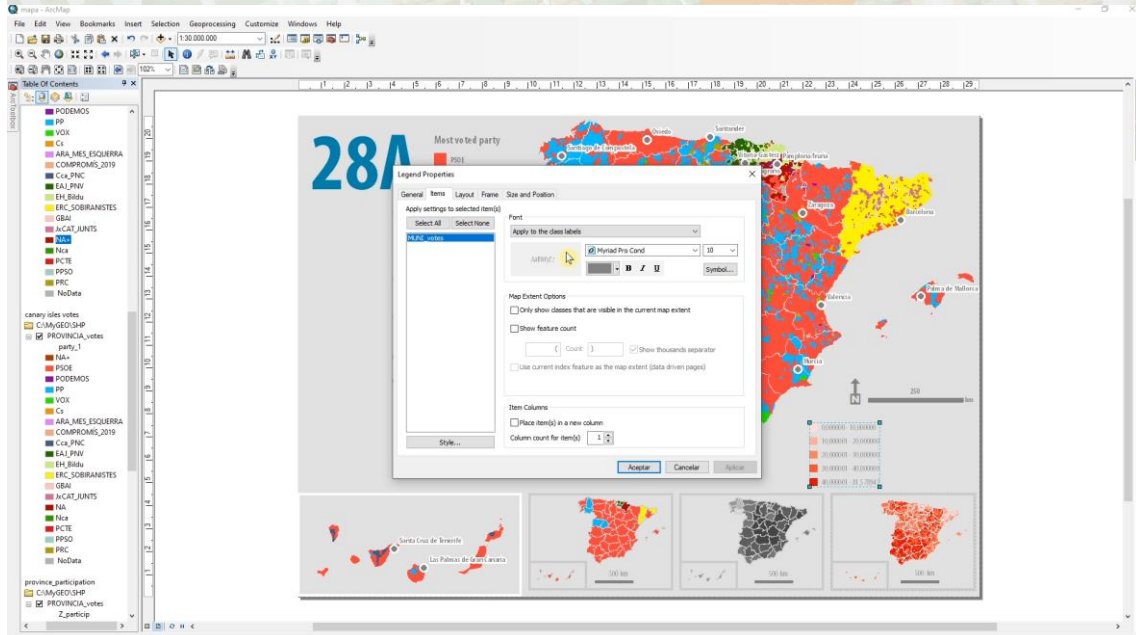 mapa - ArcMap
File Edit View Bookmarks Insert Selection Geoprocessing Customize Windows Help
1:30.000.000
102%
Table Of Contents
ArcToolbox
PODEMOS
PP
VOX
Cs
ARA_MES_ESQUERRA
COMPROMÍS_2019
Cca_PNC
EAJ_PNV
EH_Bildu
ERC_SOBIRANISTES
GBAI
JxCAT_JUNTS
NA+
Nca
PCTE
PPSO
PRC
NoData
canary isles votes
C:\MyGEO\SHP
PROVINCIA_votes
party_1
NA+
PSOE
PODEMOS
PP
VOX
Cs
ARA_MES_ESQUERRA
COMPROMÍS_2019
Cca_PNC
EAJ_PNV
EH_Bildu
ERC_SOBIRANISTES
GBAI
JxCAT_JUNTS
NA
Nca
PCTE
PPSO
PRC
NoData
province_participation
C:\MyGEO\SHP
PROVINCIA_votes
Z_particip
28A
Most voted party
PSOE
Legend Properties
General Items Layout Frame Size and Position
Apply settings to selected item(s)
Select All Select None
MUNI_votes
Style...
Font
Apply to the class labels
AaBbYyZz
Myriad Pro Cond
10
B I U
Symbol...
Map Extent Options
Only show classes that are visible in the current map extent
Show feature count
( Count ) Show thousands separator
Use current index feature as the map extent (data driven pages)
Item Columns
Place item(s) in a new column
Column count for item(s) 1
Aceptar Cancelar Aplicar
Oviedo
Santander
Santiago de Compostela
Vitoria-Gasteiz
Pamplona/Iruña
Zaragoza
Barcelona
Valencia
Palma de Mallorca
Murcia
N
250
km
Santa Cruz de Tenerife
Las Palmas de Gran Canaria
500 km
500 km
500 km